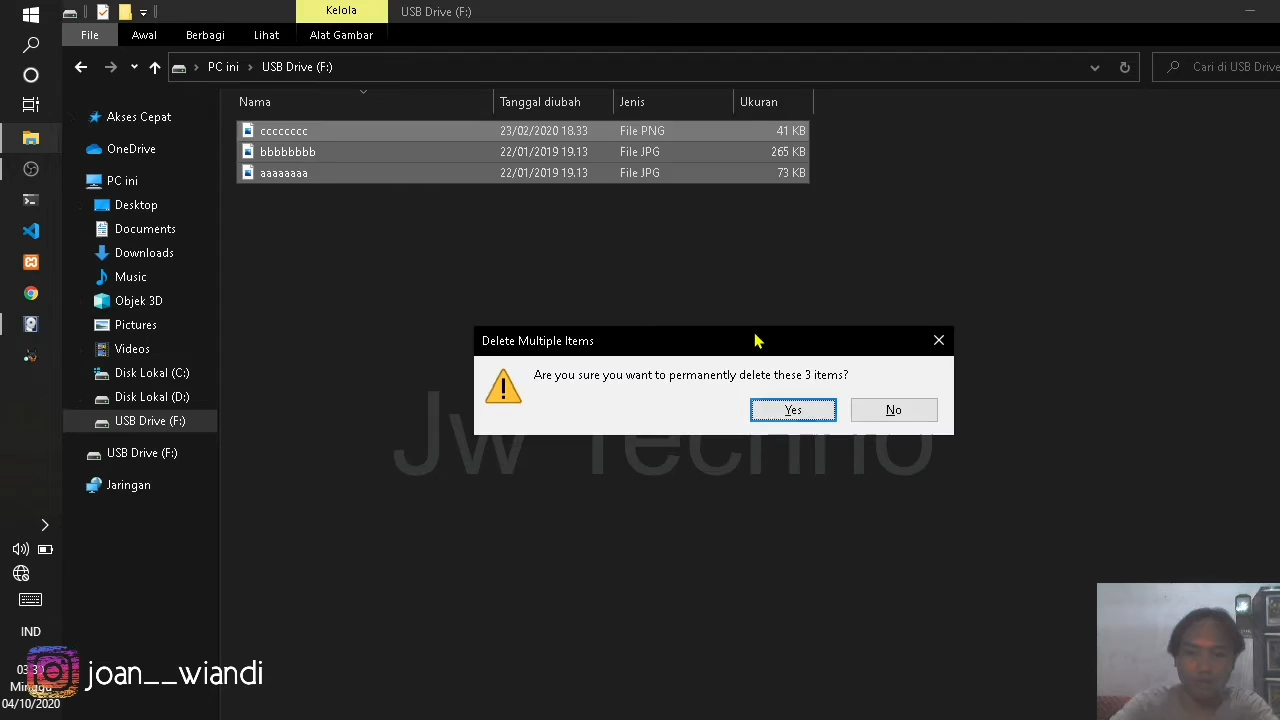 Kelola
USB Drive (F:)
File
Awal
Berbagi
Lihat
Alat Gambar
PC ini
USB Drive (F:)
Cari di USB Drive
Nama
Tanggal diubah
Jenis
Ukuran
cccccccc
23/02/2020 18.33
File PNG
41 KB
bbbbbbbb
22/01/2019 19.13
File JPG
265 KB
aaaaaaaa
22/01/2019 19.13
File JPG
73 KB
Akses Cepat
OneDrive
PC ini
Desktop
Documents
Downloads
Music
Objek 3D
Pictures
Videos
Disk Lokal (C:)
Disk Lokal (D:)
USB Drive (F:)
USB Drive (F:)
Jaringan
Delete Multiple Items
Are you sure you want to permanently delete these 3 items?
Yes
No
Jw Techno
IND
Minggu
04/10/2020
joan__wiandi